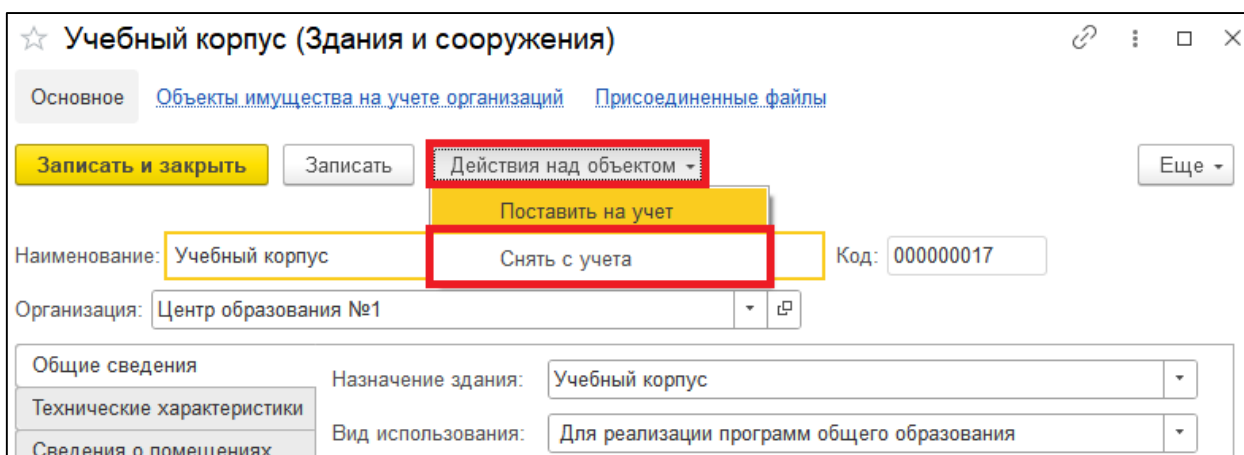 Учебный корпус (Здания и сооружения)
Основное Объекты имущества на учете организаций Присоединенные файлы
Записать и закрыть Записать Действия над объектом Еще
Поставить на учет
Наименование: Учебный корпус Снять с учета Код: 000000017
Организация: Центр образования №1
Общие сведения
Назначение здания: Учебный корпус
Технические характеристики
Вид использования: Для реализации программ общего образования
Сведения о помещениях